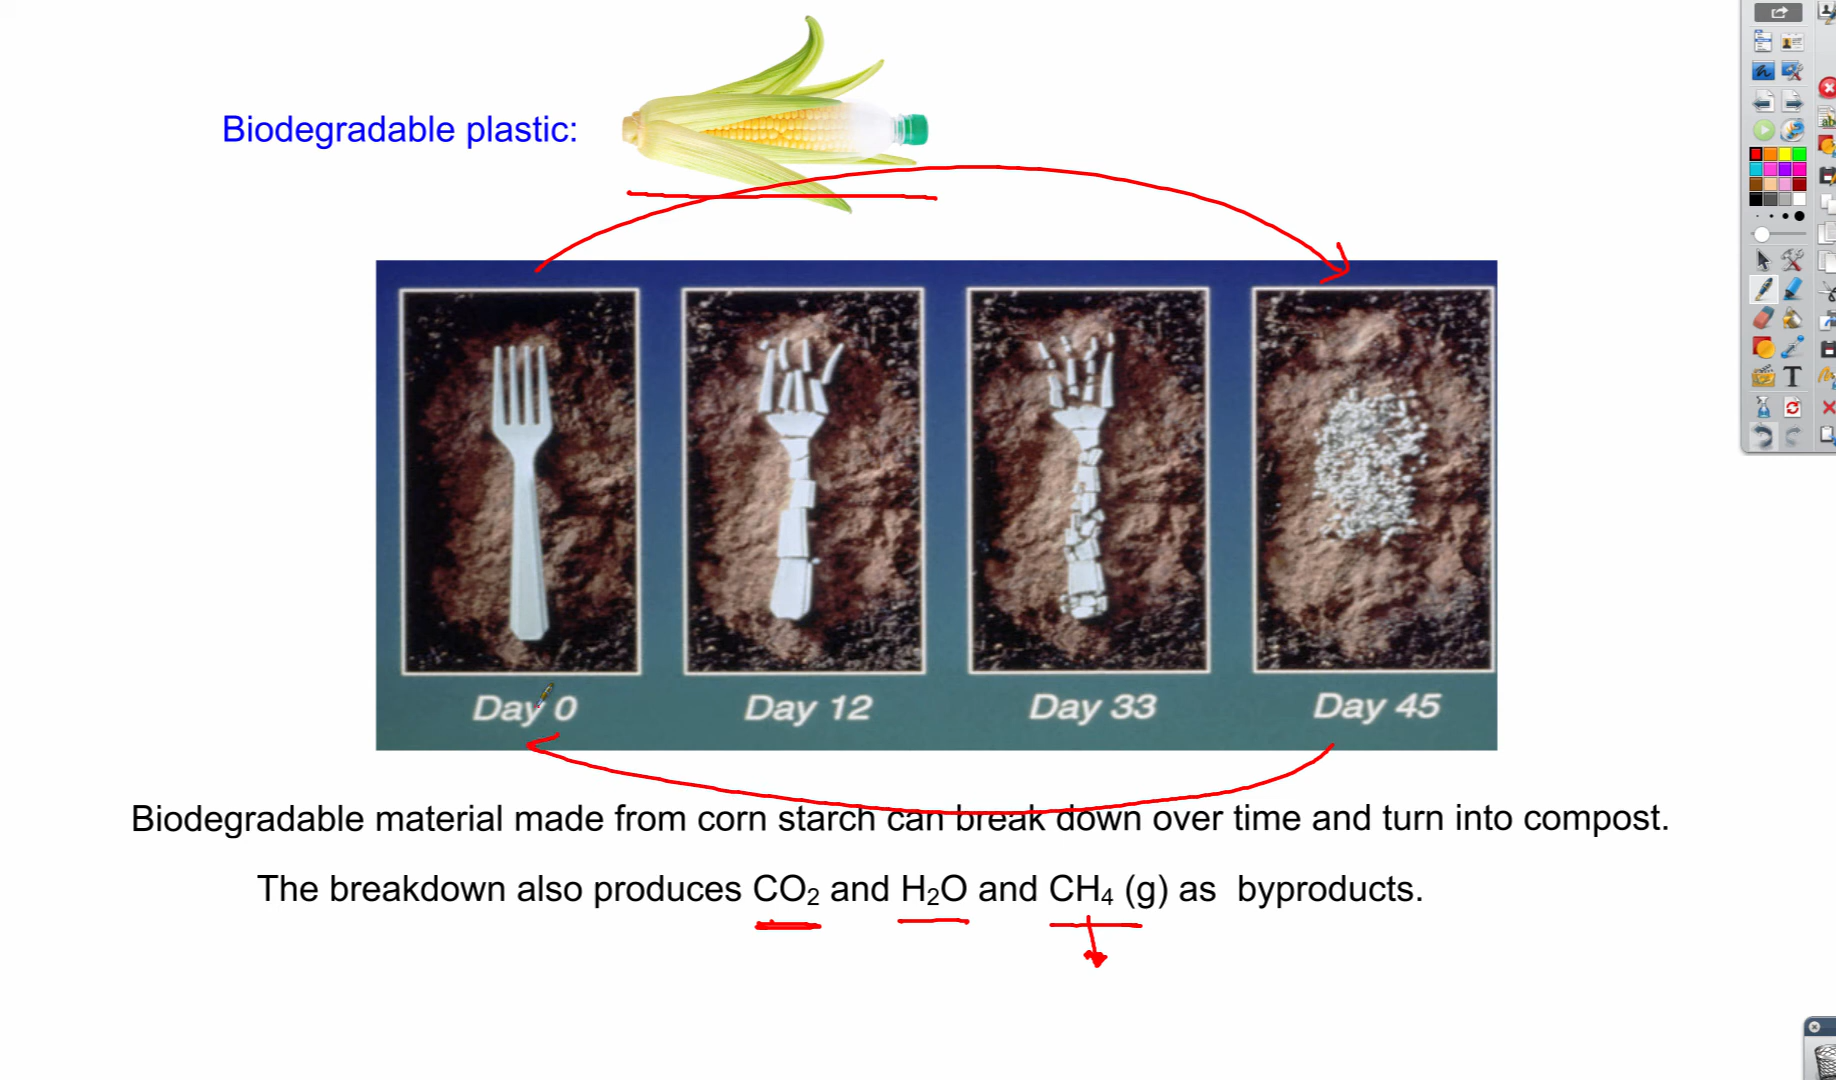 Biodegradable plastic:
Day 0 Day 12 Day 33 Day 45
Biodegradable material made from corn starch can break down over time and turn into compost.
The breakdown also produces CO₂ and H₂O and CH₄ (g) as byproducts.
T